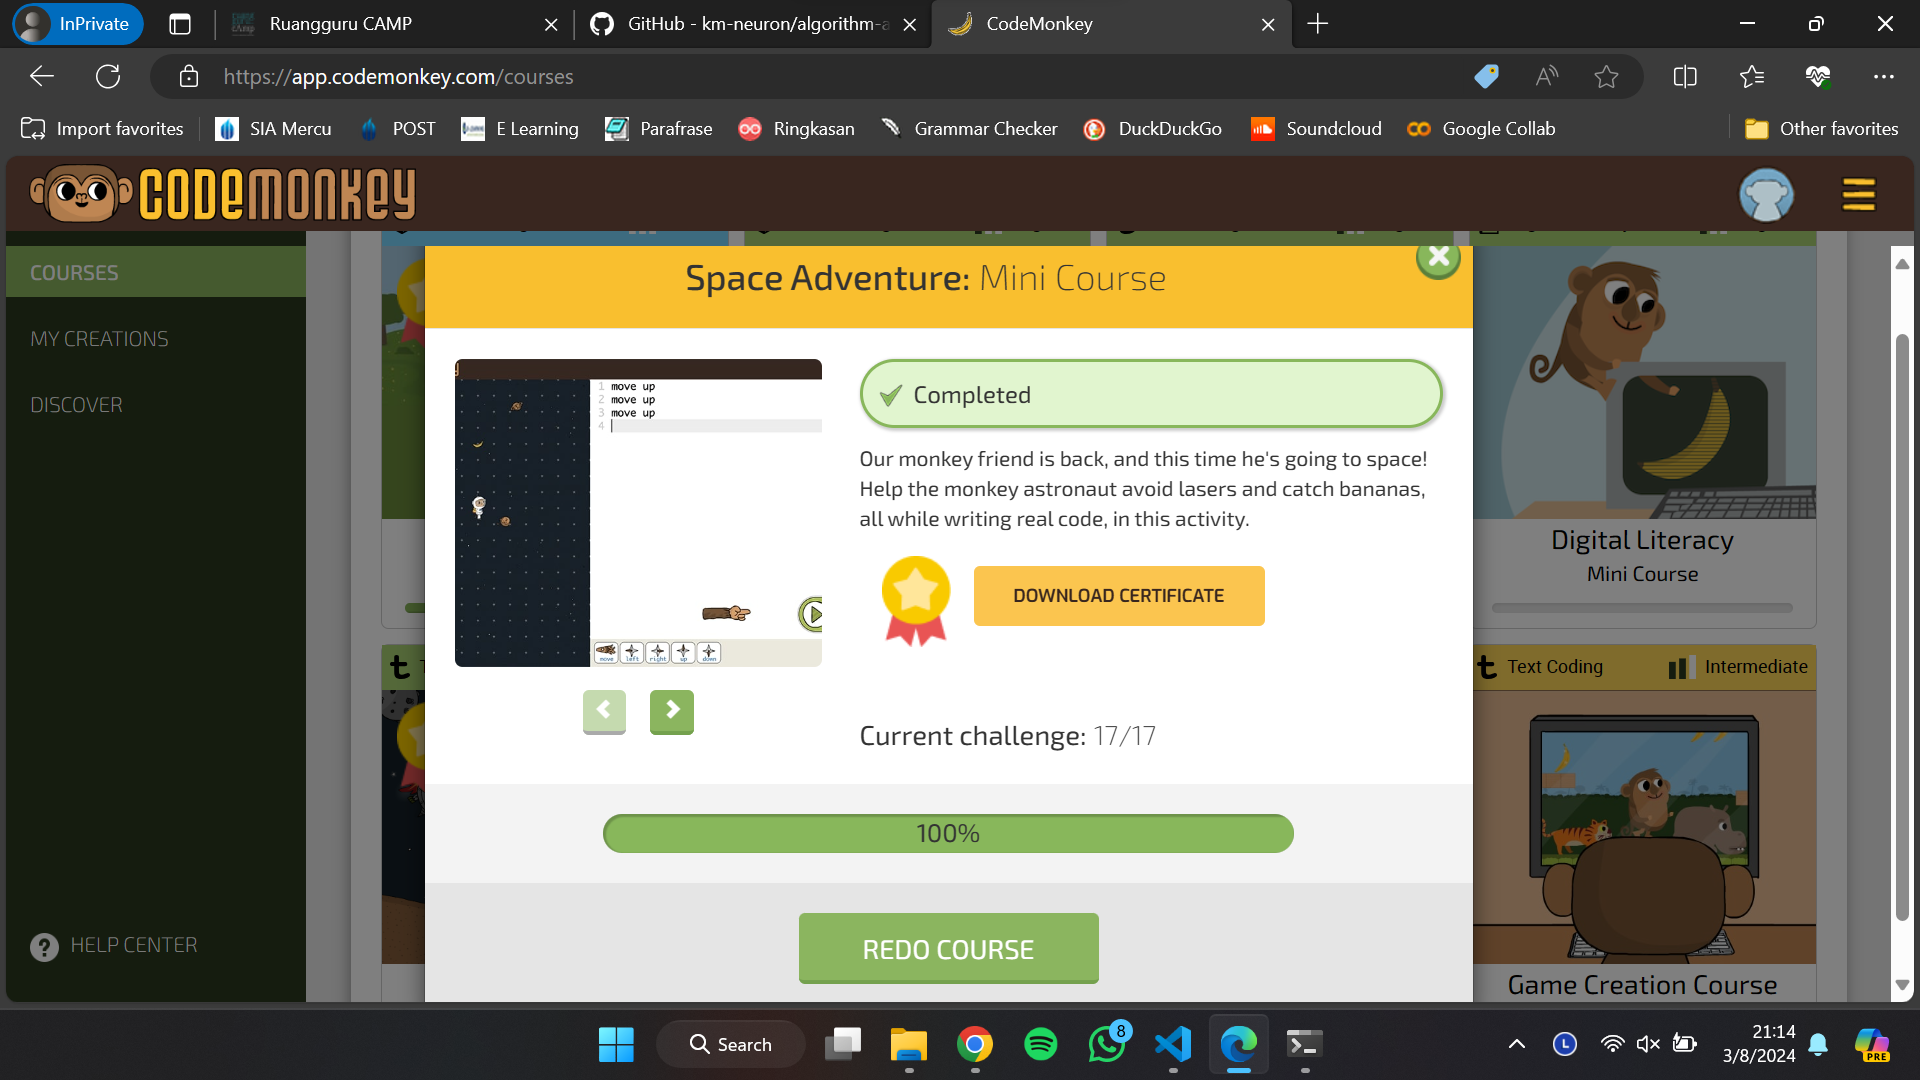 InPrivate
Ruangguru CAMP
GitHub - km-neuron/algorithm-a
CodeMonkey
https://app.codemonkey.com/courses
Import favorites
SIA Mercu
POST
E Learning
Parafrase
Ringkasan
Grammar Checker
DuckDuckGo
Soundcloud
Google Collab
Other favorites
CODEMONKEY
COURSES
MY CREATIONS
DISCOVER
HELP CENTER
Space Adventure: Mini Course
1 move up
2 move up
3 move up
4
move left right up down
Completed
Our monkey friend is back, and this time he's going to space!
Help the monkey astronaut avoid lasers and catch bananas,
all while writing real code, in this activity.
DOWNLOAD CERTIFICATE
Current challenge: 17/17
100%
REDO COURSE
Digital Literacy
Mini Course
t Text Coding
Intermediate
Game Creation Course
Search
8
L
21:14
3/8/2024
PRE